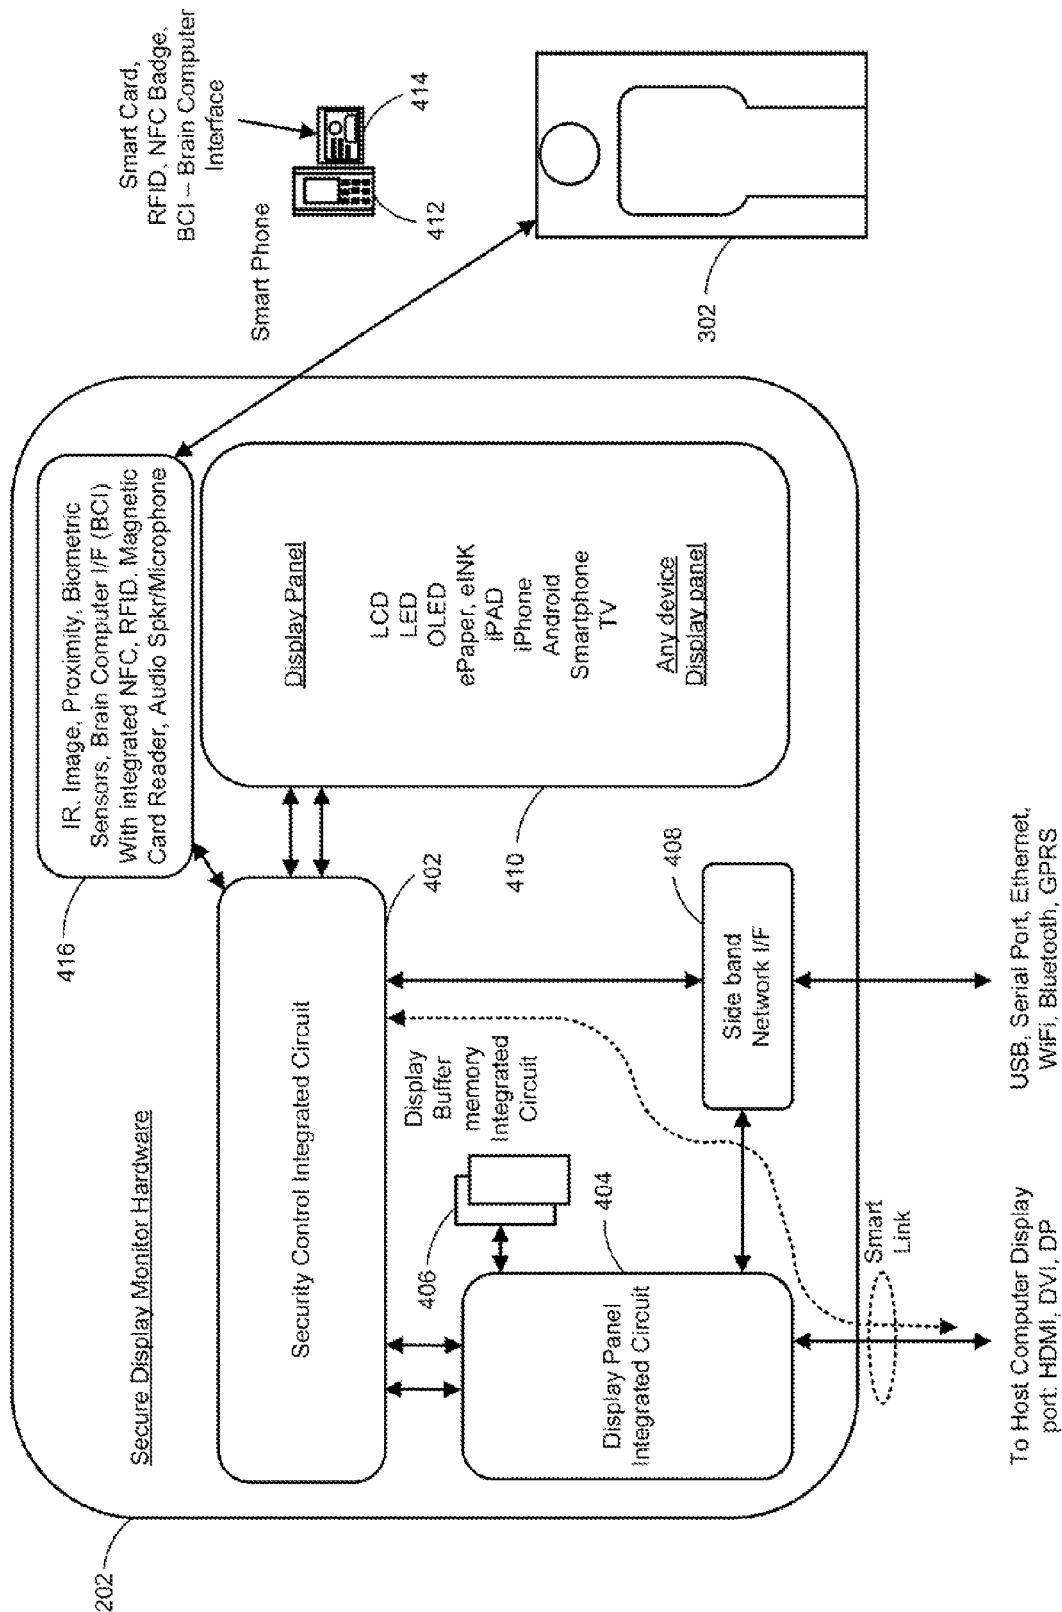 Secure Display Monitor Hardware
202
IR, Image, Proximity, Biometric
Sensors, Brain Computer I/F (BCI)
With integrated NFC, RFID, Magnetic
Card Reader, Audio Spkr/Microphone
416
Smart Card,
RFID, NFC Badge,
BCI – Brain Computer
Interface
Smart Phone
414
412
Security Control Integrated Circuit
402
Display Panel
LCD
LED
OLED
ePaper, eINK
iPAD
iPhone
Android
Smartphone
TV
Any device
Display panel
410
302
Display
Buffer
memory
Integrated
Circuit
406
404
Display Panel
Integrated Circuit
408
Side band
Network I/F
Smart
Link
To Host Computer Display
port: HDMI, DVI, DP
USB, Serial Port, Ethernet,
WiFi, Bluetooth, GPRS